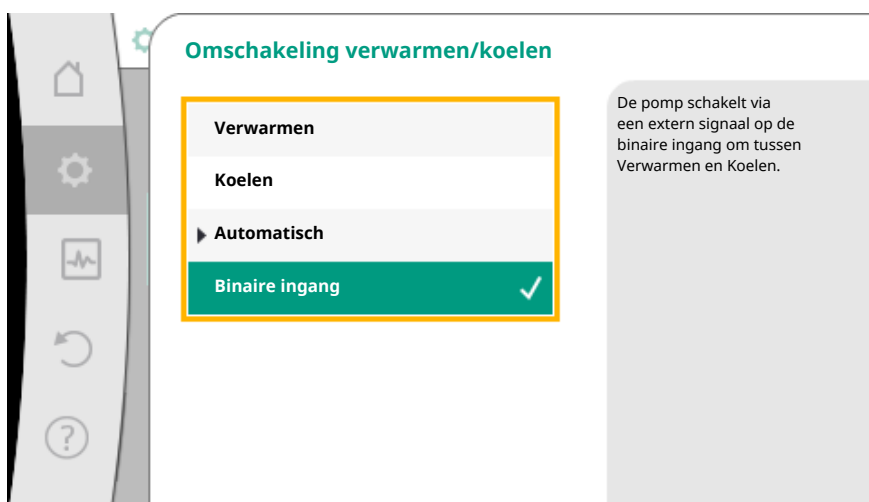 Omschakeling verwarmen/koelen
Verwarmen
Koelen
Automatisch
Binaire ingang
De pomp schakelt via
een extern signaal op de
binaire ingang om tussen
Verwarmen en Koelen.